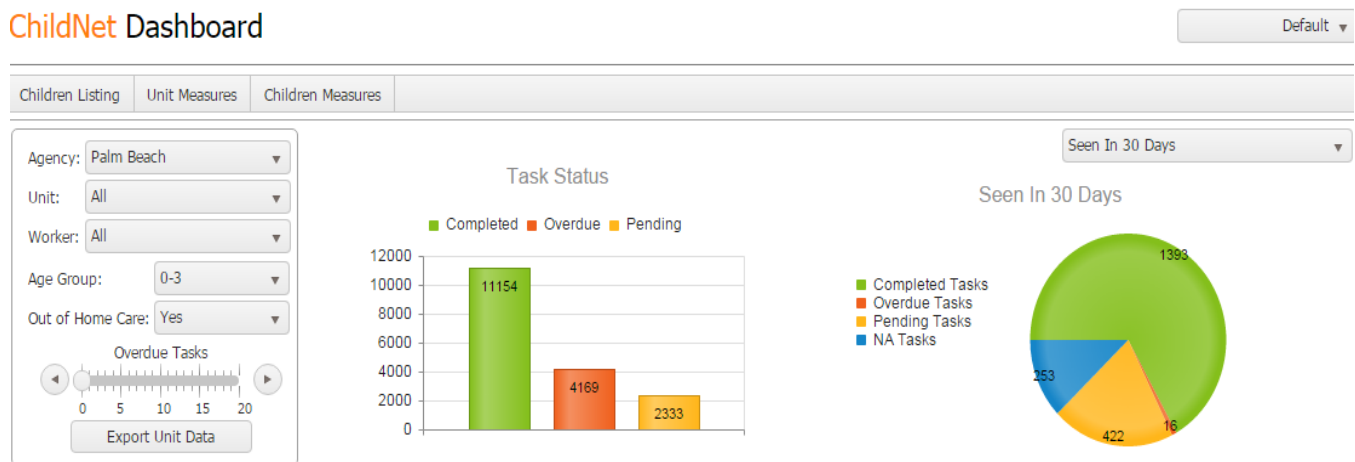 ChildNet Dashboard
Default
Children Listing Unit Measures Children Measures
Agency: Palm Beach
Unit: All
Worker: All
Age Group: 0-3
Out of Home Care: Yes
Overdue Tasks
0 5 10 15 20
Export Unit Data
Task Status
Completed Overdue Pending
12000
10000
8000
6000
4000
2000
0
11154
4169
2333
Seen In 30 Days
Seen In 30 Days
Completed Tasks
Overdue Tasks
Pending Tasks
NA Tasks
1393
253
16
422